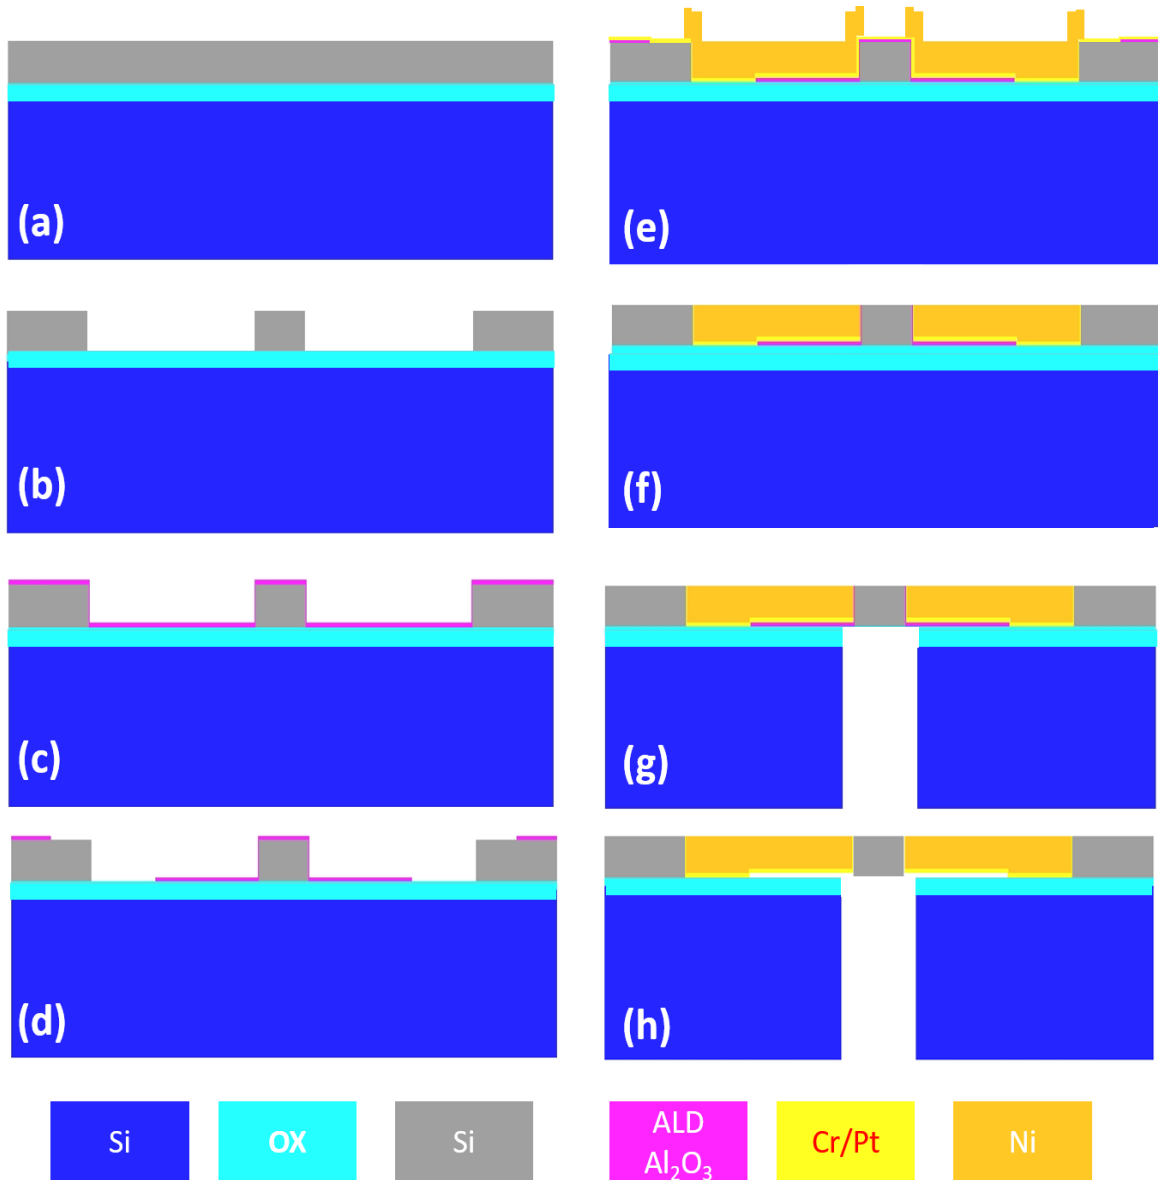 (a)
(b)
(c)
(d)
(e)
(f)
(g)
(h)
Si
OX
Si
ALD
Al₂O₃
Cr/Pt
Ni